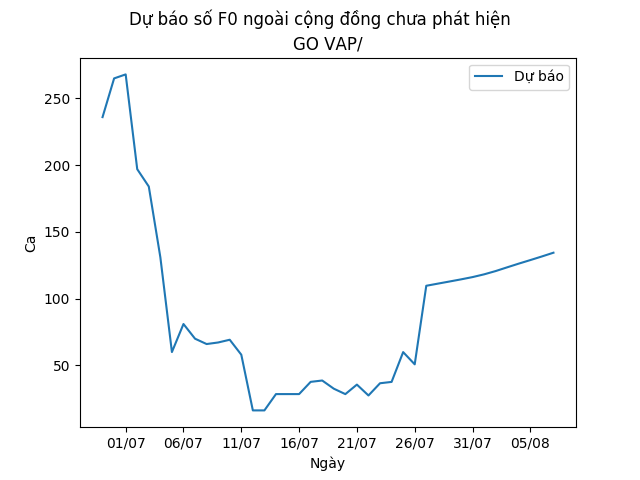 Dự báo số F0 ngoài cộng đồng chưa phát hiện
GO VAP/
Dự báo
250
200
150
100
50
Ca
01/07 06/07 11/07 16/07 21/07 26/07 31/07 05/08
Ngày